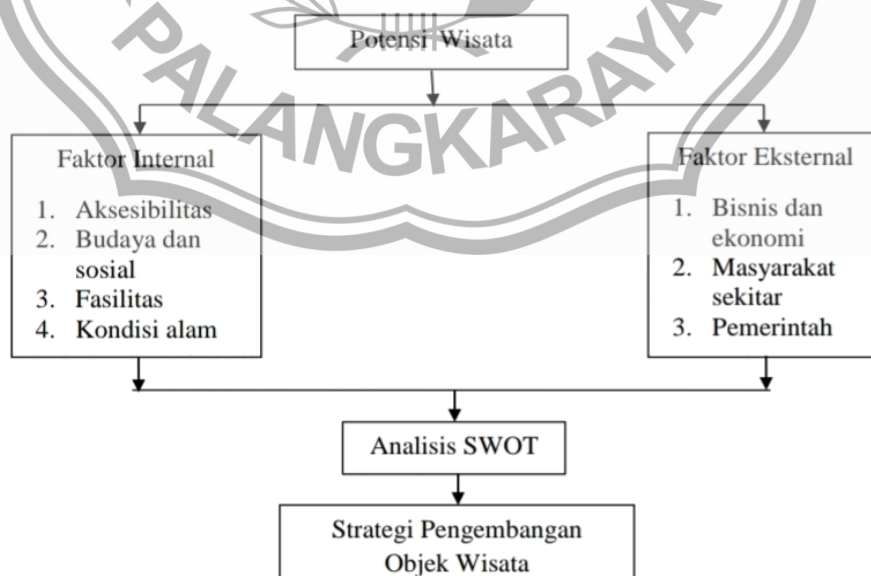 PALANGKARAYA
Potensi Wisata
Faktor Internal
1. Aksesibilitas
2. Budaya dan
sosial
3. Fasilitas
4. Kondisi alam
Faktor Eksternal
1. Bisnis dan
ekonomi
2. Masyarakat
sekitar
3. Pemerintah
Analisis SWOT
Strategi Pengembangan
Objek Wisata